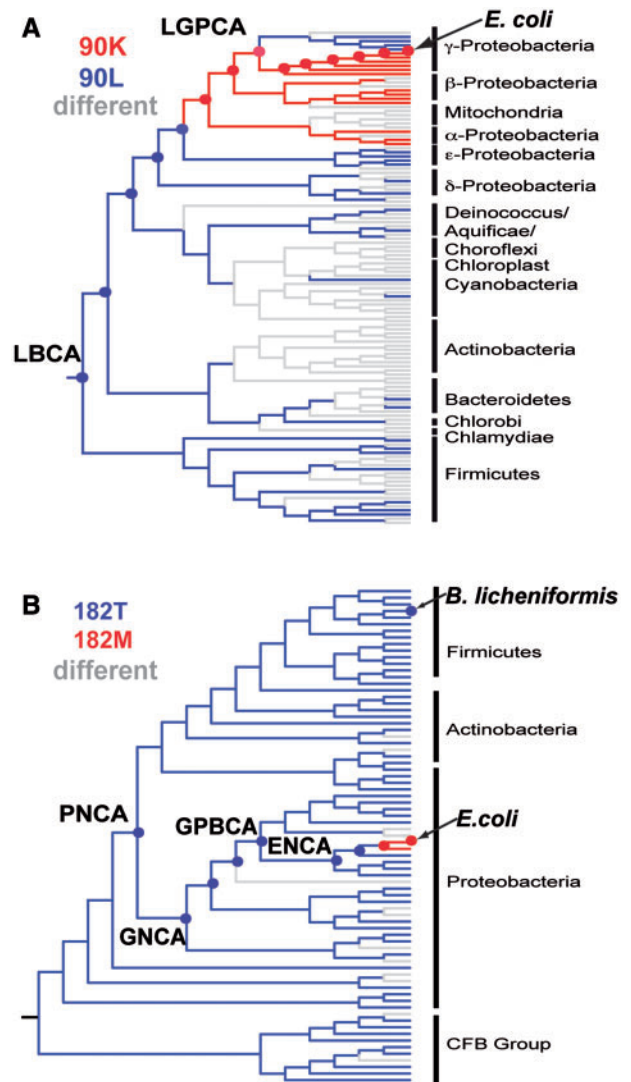 A
LGPCA
E. coli
90K
90L
different
γ-Proteobacteria
β-Proteobacteria
Mitochondria
α-Proteobacteria
ε-Proteobacteria
δ-Proteobacteria
Deinococcus/
Aquificae/
Choroflexi
Chloroplast
Cyanobacteria
LBCA
Actinobacteria
Bacteroidetes
Chlorobi
Chlamydiae
Firmicutes
B
182T
182M
different
B. licheniformis
Firmicutes
Actinobacteria
PNCA
GPBCA
ENCA
E.coli
Proteobacteria
GNCA
CFB Group